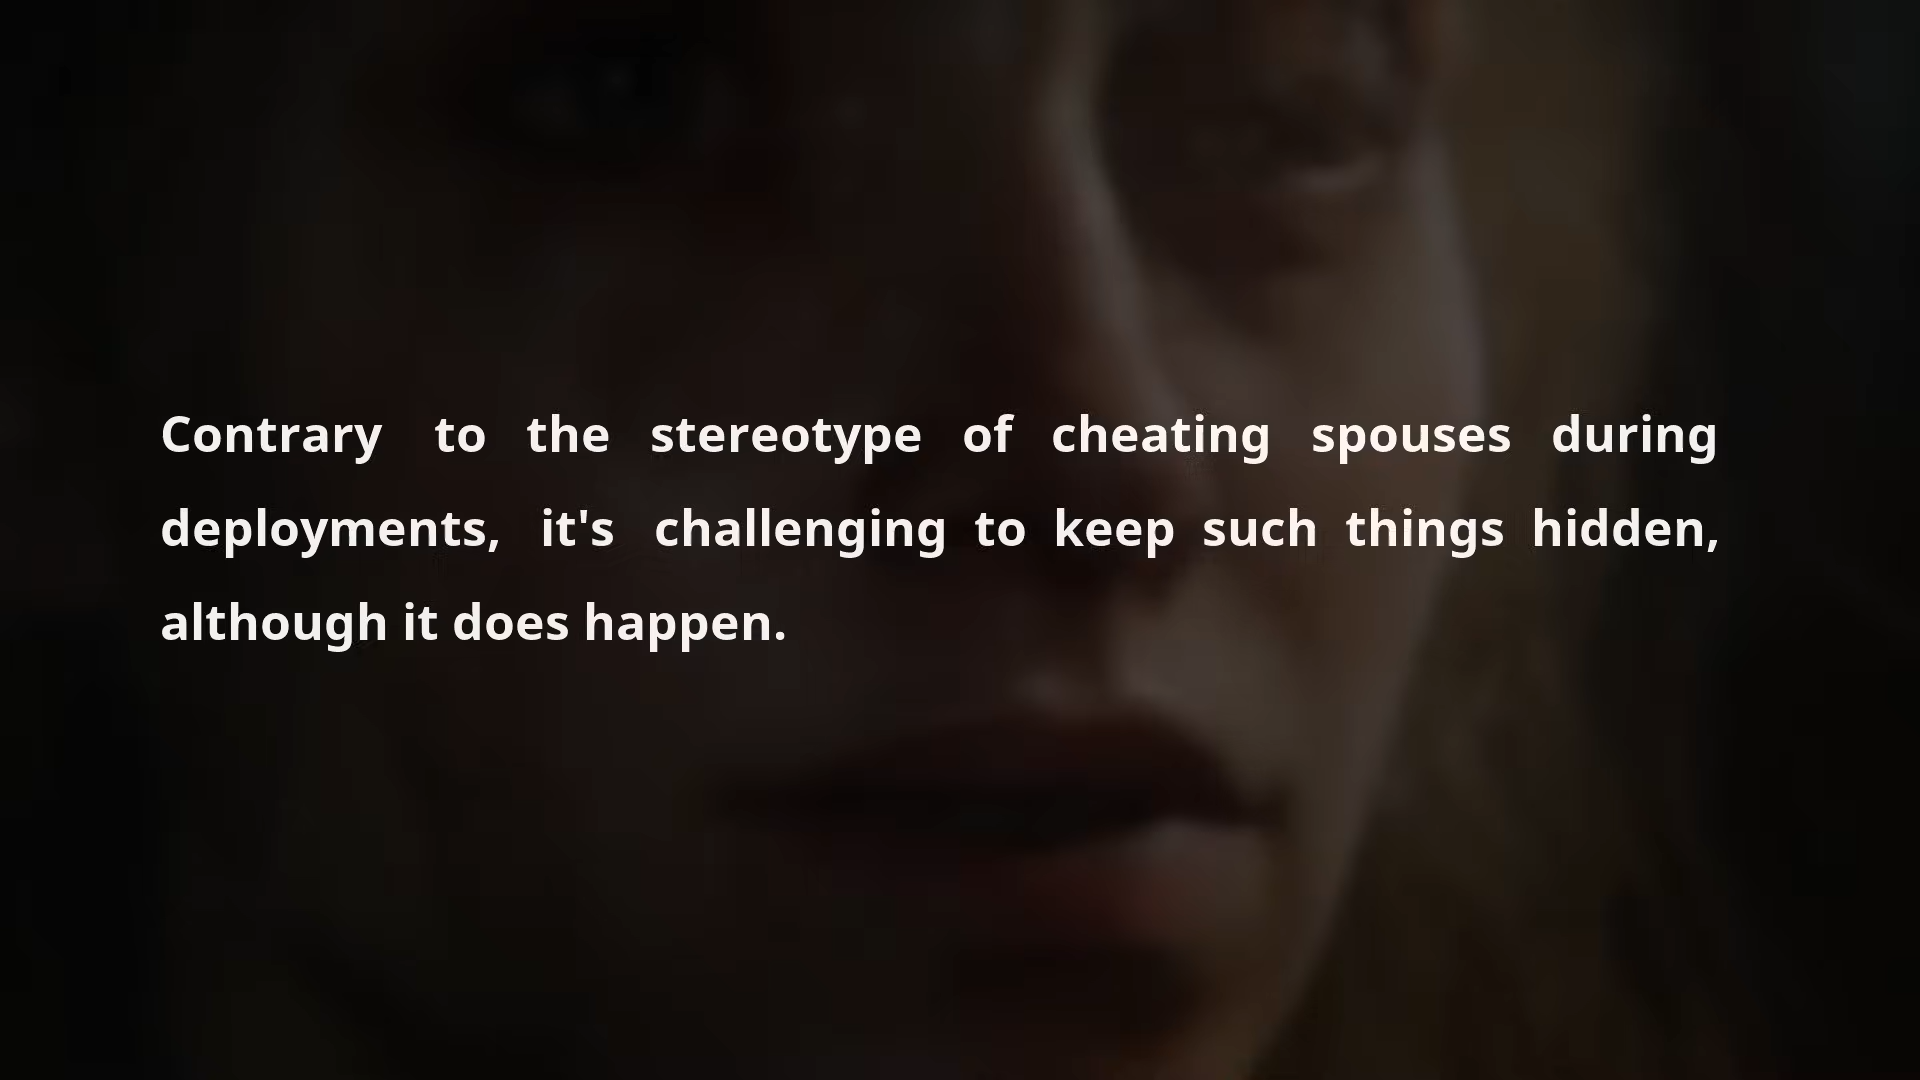 Contrary to the stereotype of cheating spouses during
deployments, it's challenging to keep such things hidden,
although it does happen.